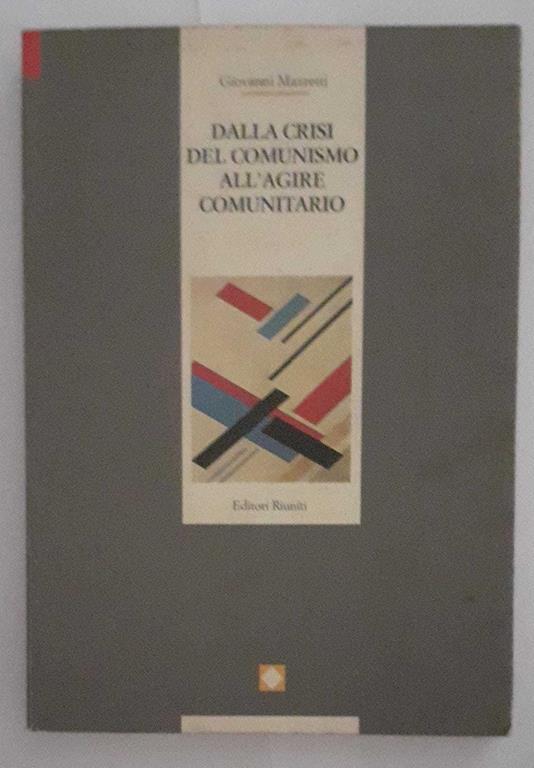 Giovanni Mazzetti
DALLA CRISI
DEL COMUNISMO
ALL'AGIRE
COMUNITARIO
Editori Riuniti